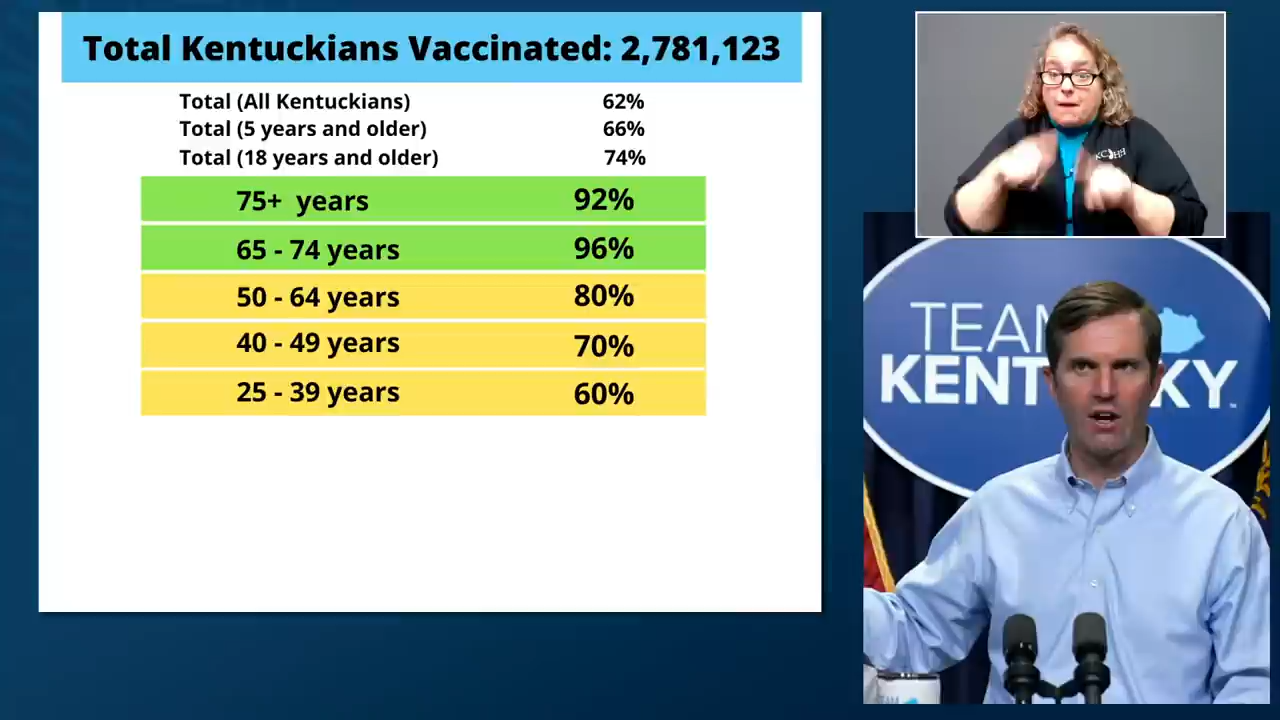 Total Kentuckians Vaccinated: 2,781,123
Total (All Kentuckians) 62%
Total (5 years and older) 66%
Total (18 years and older) 74%
75+ years 92%
65 - 74 years 96%
50 - 64 years 80%
40 - 49 years 70%
25 - 39 years 60%
TEAM
KENT KY